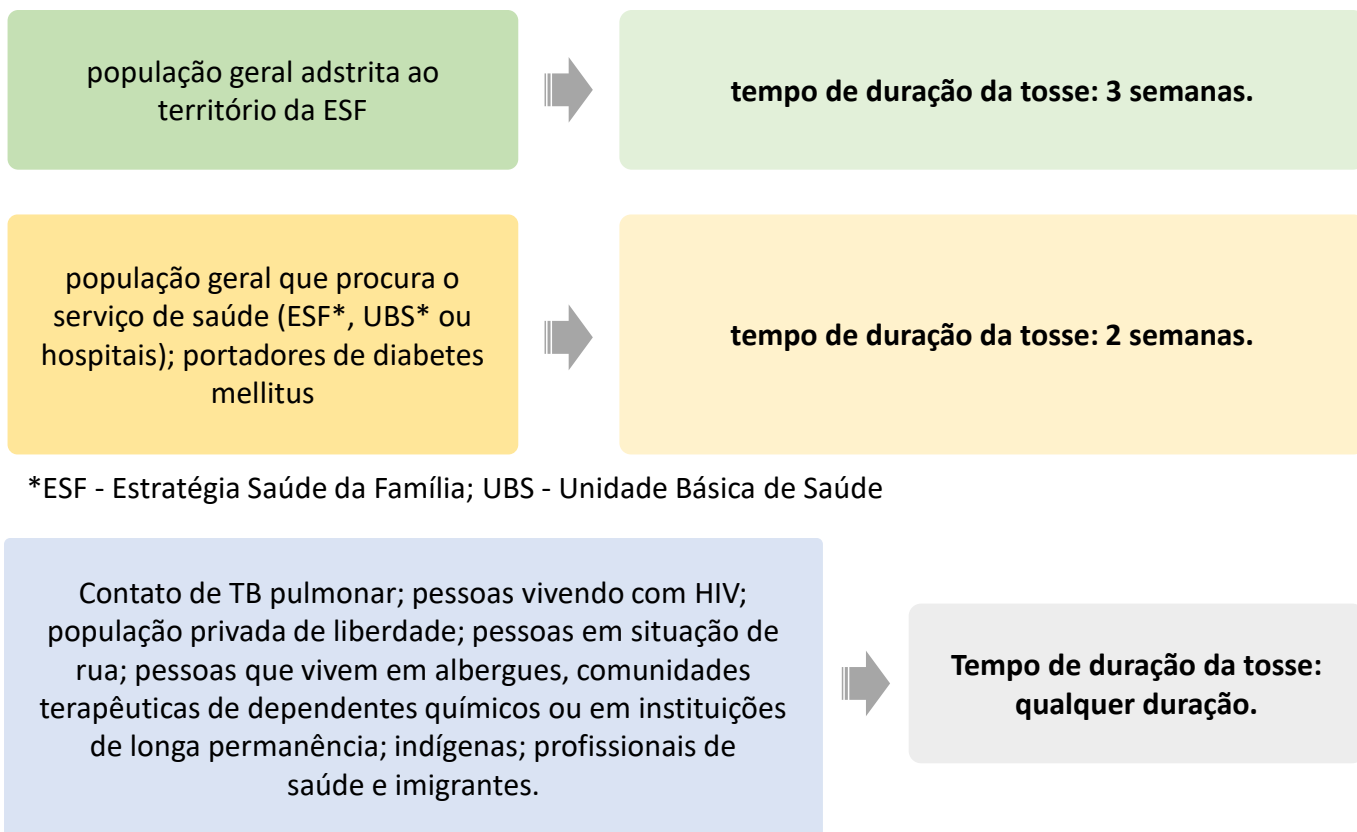 população geral adstrita ao
território da ESF
tempo de duração da tosse: 3 semanas.
população geral que procura o
serviço de saúde (ESF*, UBS* ou
hospitais); portadores de diabetes
mellitus
tempo de duração da tosse: 2 semanas.
*ESF - Estratégia Saúde da Família; UBS - Unidade Básica de Saúde
Contato de TB pulmonar; pessoas vivendo com HIV;
população privada de liberdade; pessoas em situação de
rua; pessoas que vivem em albergues, comunidades
terapêuticas de dependentes químicos ou em instituições
de longa permanência; indígenas; profissionais de
saúde e imigrantes.
Tempo de duração da tosse:
qualquer duração.